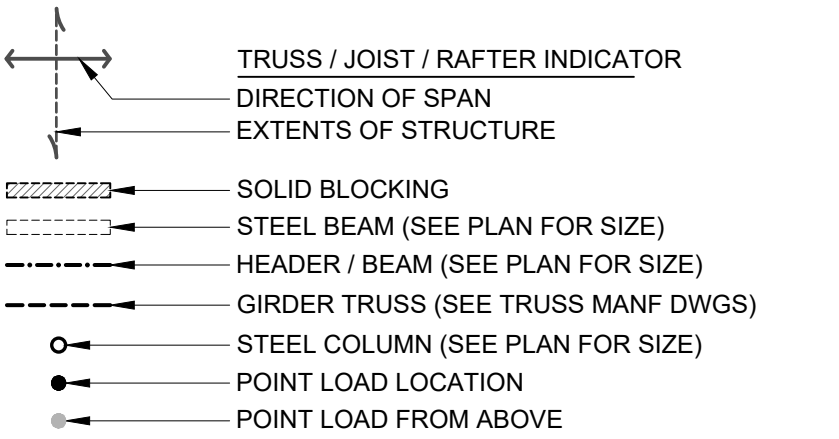 TRUSS / JOIST / RAFTER INDICATOR
DIRECTION OF SPAN
EXTENTS OF STRUCTURE
SOLID BLOCKING
STEEL BEAM (SEE PLAN FOR SIZE)
HEADER / BEAM (SEE PLAN FOR SIZE)
GIRDER TRUSS (SEE TRUSS MANF DWGS)
STEEL COLUMN (SEE PLAN FOR SIZE)
POINT LOAD LOCATION
POINT LOAD FROM ABOVE